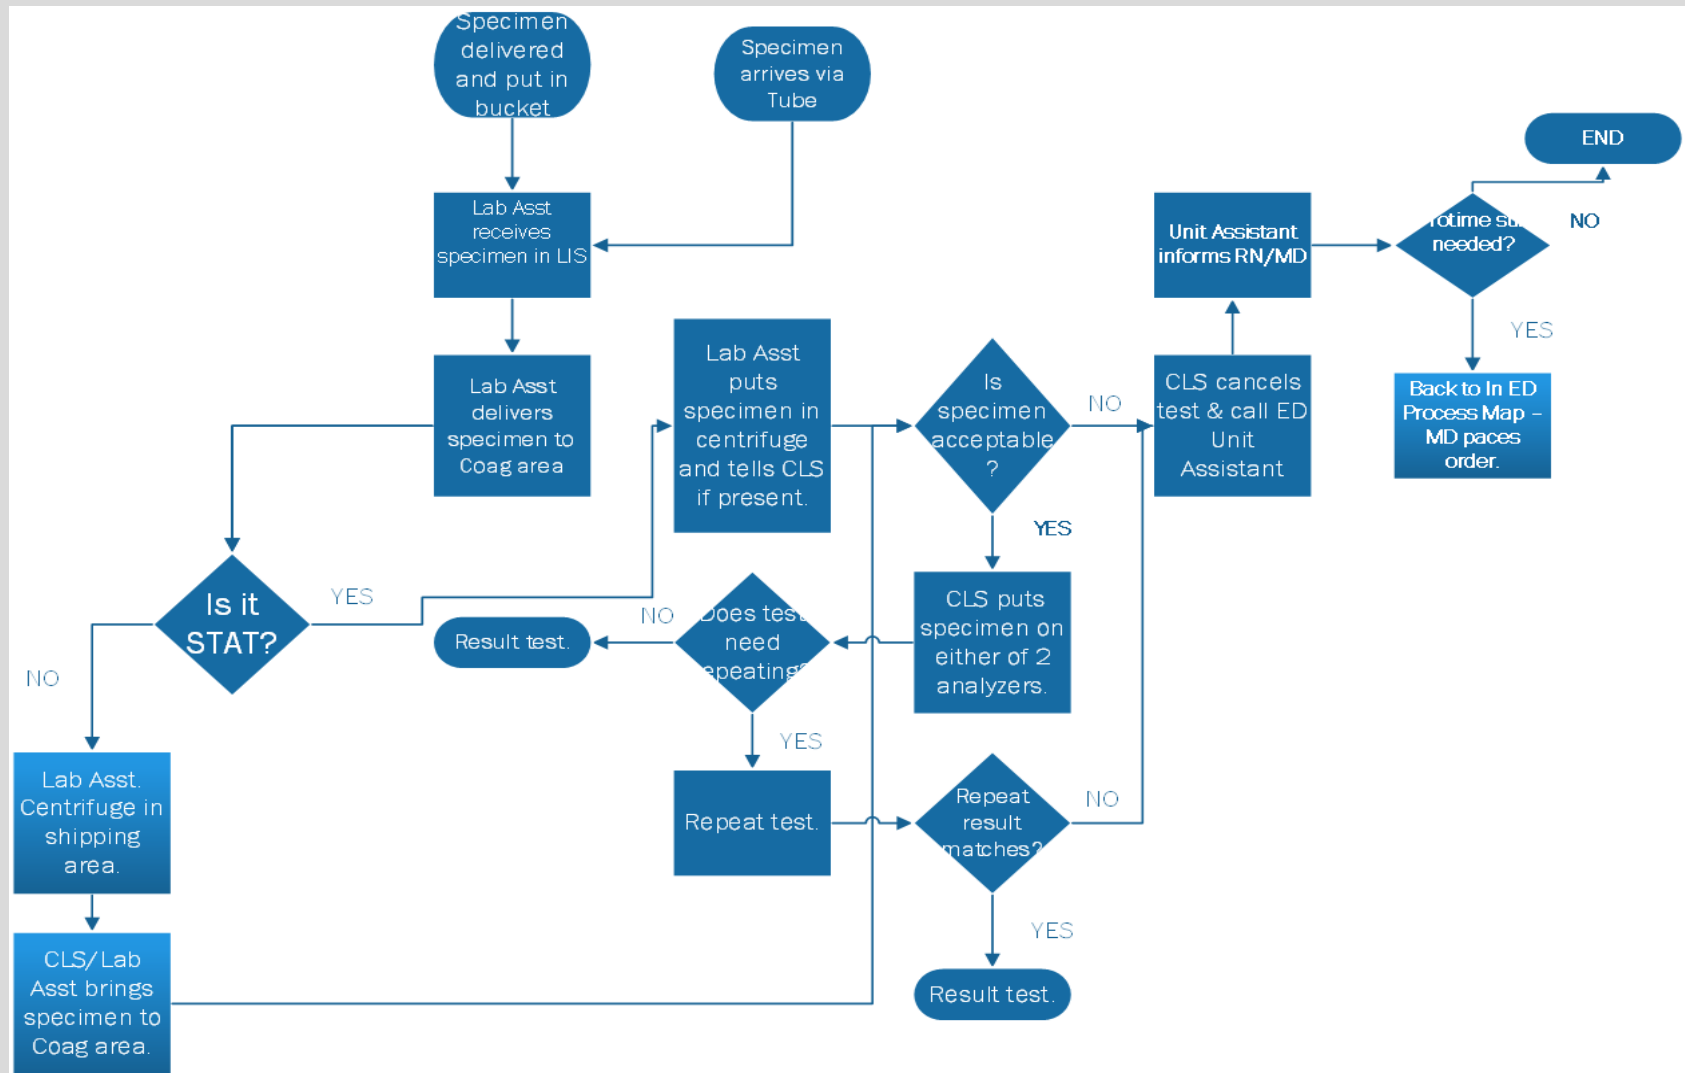 Specimen
delivered
and put in
bucket
Specimen
arrives via
Tube
END
Lab Asst
receives
specimen in LIS
Unit Assistant
informs RN/MD
needed?
NO
YES
Lab Asst
delivers
specimen to
Coag area
Lab Asst
puts
specimen in
centrifuge
and tells CLS
if present.
Is
specimen
acceptable
?
NO
CLS cancels
test & call ED
Unit
Assistant
Back to In ED
Process Map –
MD paces
order.
YES
Is it
STAT?
YES
NO
Result test.
NO
Does test
need
epeating?
CLS puts
specimen on
either of 2
analyzers.
YES
Lab Asst.
Centrifuge in
shipping
area.
Repeat test.
Repeat
result
matches?
NO
YES
CLS/Lab
Asst brings
specimen to
Coag area.
Result test.